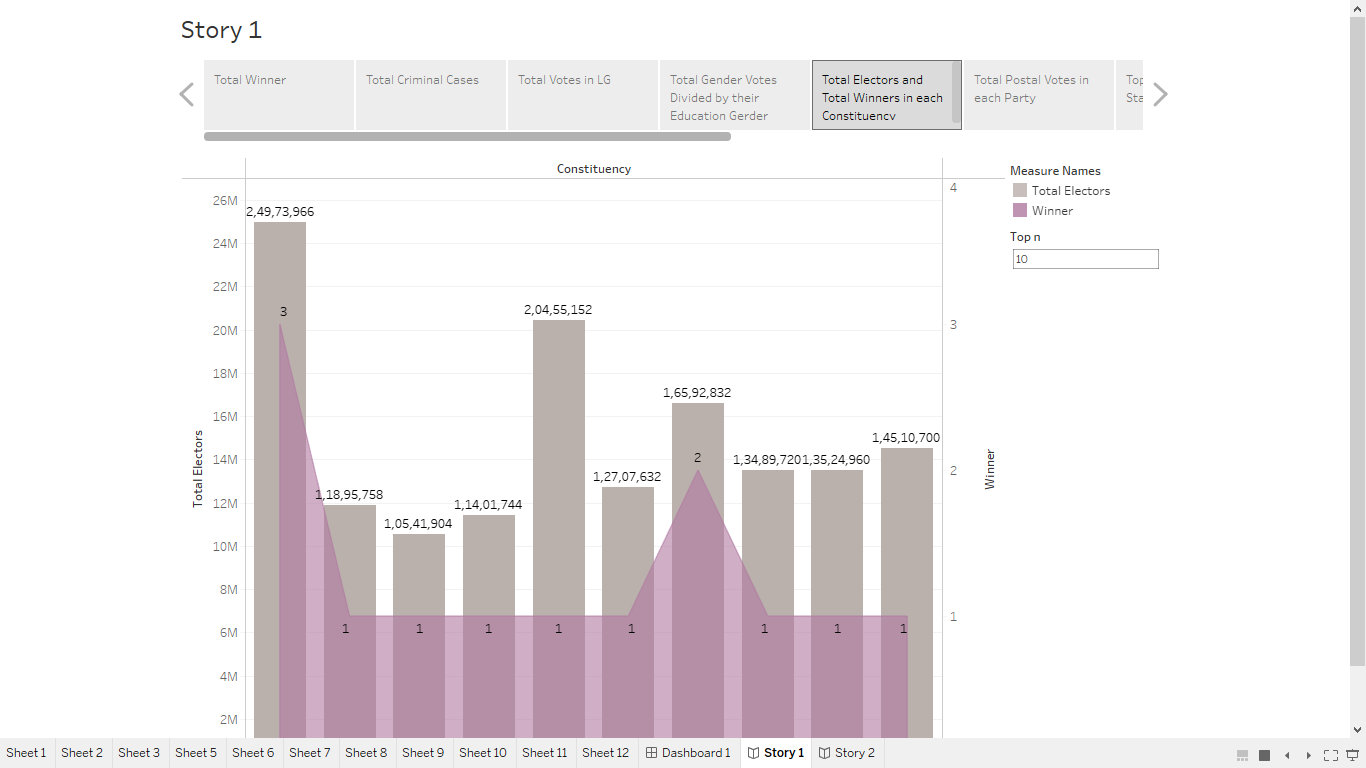 Story 1
Total Winner
Total Criminal Cases
Total Votes in LG
Total Gender Votes
Divided by their
Education Gerder
Total Electors and
Total Winners in each
Constituency
Total Postal Votes in
each Party
Top
Sta
Constituency
Measure Names
Total Electors
Winner
Top n
10
Total Electors
26M
24M
22M
20M
18M
16M
14M
12M
10M
8M
6M
4M
2M
2,49,73,966
1,18,95,758
1,05,41,904
1,14,01,744
2,04,55,152
1,27,07,632
1,65,92,832
1,34,89,720
1,35,24,960
1,45,10,700
3
1
1
1
1
1
2
1
1
1
4
3
2
1
Winner
Sheet 1 Sheet 2 Sheet 3 Sheet 5 Sheet 6 Sheet 7 Sheet 8 Sheet 9 Sheet 10 Sheet 11 Sheet 12 Dashboard 1 Story 1 Story 2